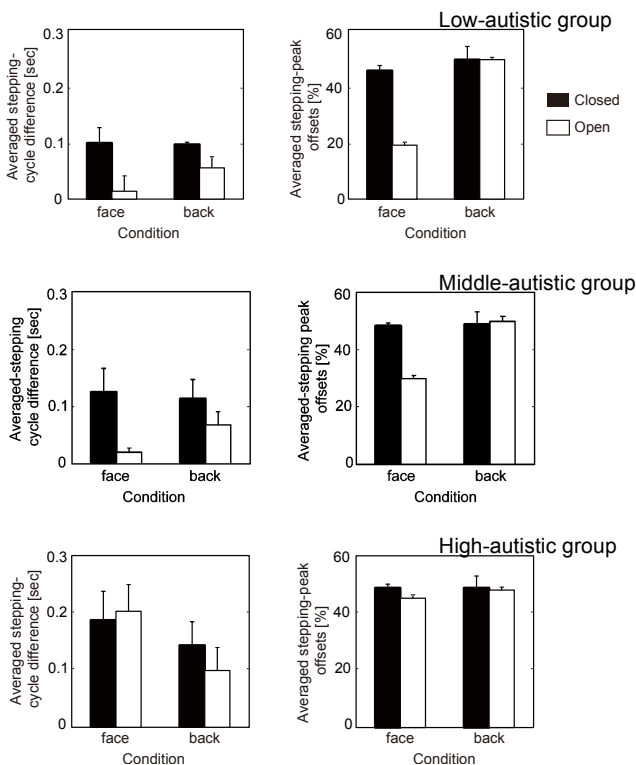 Low-autistic group
Averaged stepping-
cycle difference [sec]
0.3
0.2
0.1
0
face
back
Condition
Averaged stepping-peak
offsets [%]
60
40
20
0
face
back
Condition
Closed
Open
Middle-autistic group
Averaged-stepping
cycle difference [sec]
0.3
0.2
0.1
0
face
back
Condition
Averaged-stepping peak
offsets [%]
60
40
20
0
face
back
Condition
High-autistic group
Averaged stepping-
cycle difference [sec]
0.3
0.2
0.1
0
face
back
Condition
Averaged stepping-peak
offsets [%]
60
40
20
0
face
back
Condition